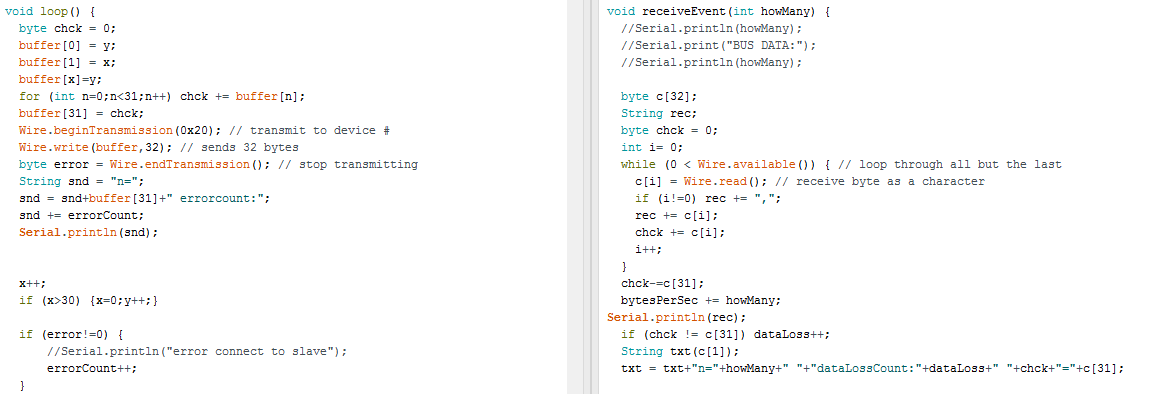 void loop() {
  byte chck = 0;
  buffer[0] = y;
  buffer[1] = x;
  buffer[x]=y;
  for (int n=0;n<31;n++) chck += buffer[n];
  buffer[31] = chck;
  Wire.beginTransmission(0x20); // transmit to device #
  Wire.write(buffer,32); // sends 32 bytes
  byte error = Wire.endTransmission(); // stop transmitting
  String snd = "n=";
  snd = snd+buffer[31]+" errorcount:";
  snd += errorCount;
  Serial.println(snd);
  x++;
  if (x>30) {x=0;y++;}
  if (error!=0) {
      //Serial.println("error connect to slave");
      errorCount++;
  }
void receiveEvent(int howMany) {
  //Serial.println(howMany);
  //Serial.print("BUS DATA:");
  //Serial.println(howMany);
  byte c[32];
  String rec;
  byte chck = 0;
  int i= 0;
  while (0 < Wire.available()) { // loop through all but the last
    c[i] = Wire.read(); // receive byte as a character
    if (i!=0) rec += ",";
    rec += c[i];
    chck += c[i];
    i++;
  }
  chck-=c[31];
  bytesPerSec += howMany;
Serial.println(rec);
  if (chck != c[31]) dataLoss++;
  String txt(c[1]);
  txt = txt+"n="+howMany+" "+"dataLossCount:"+dataLoss+" "+chck+"="+c[31];